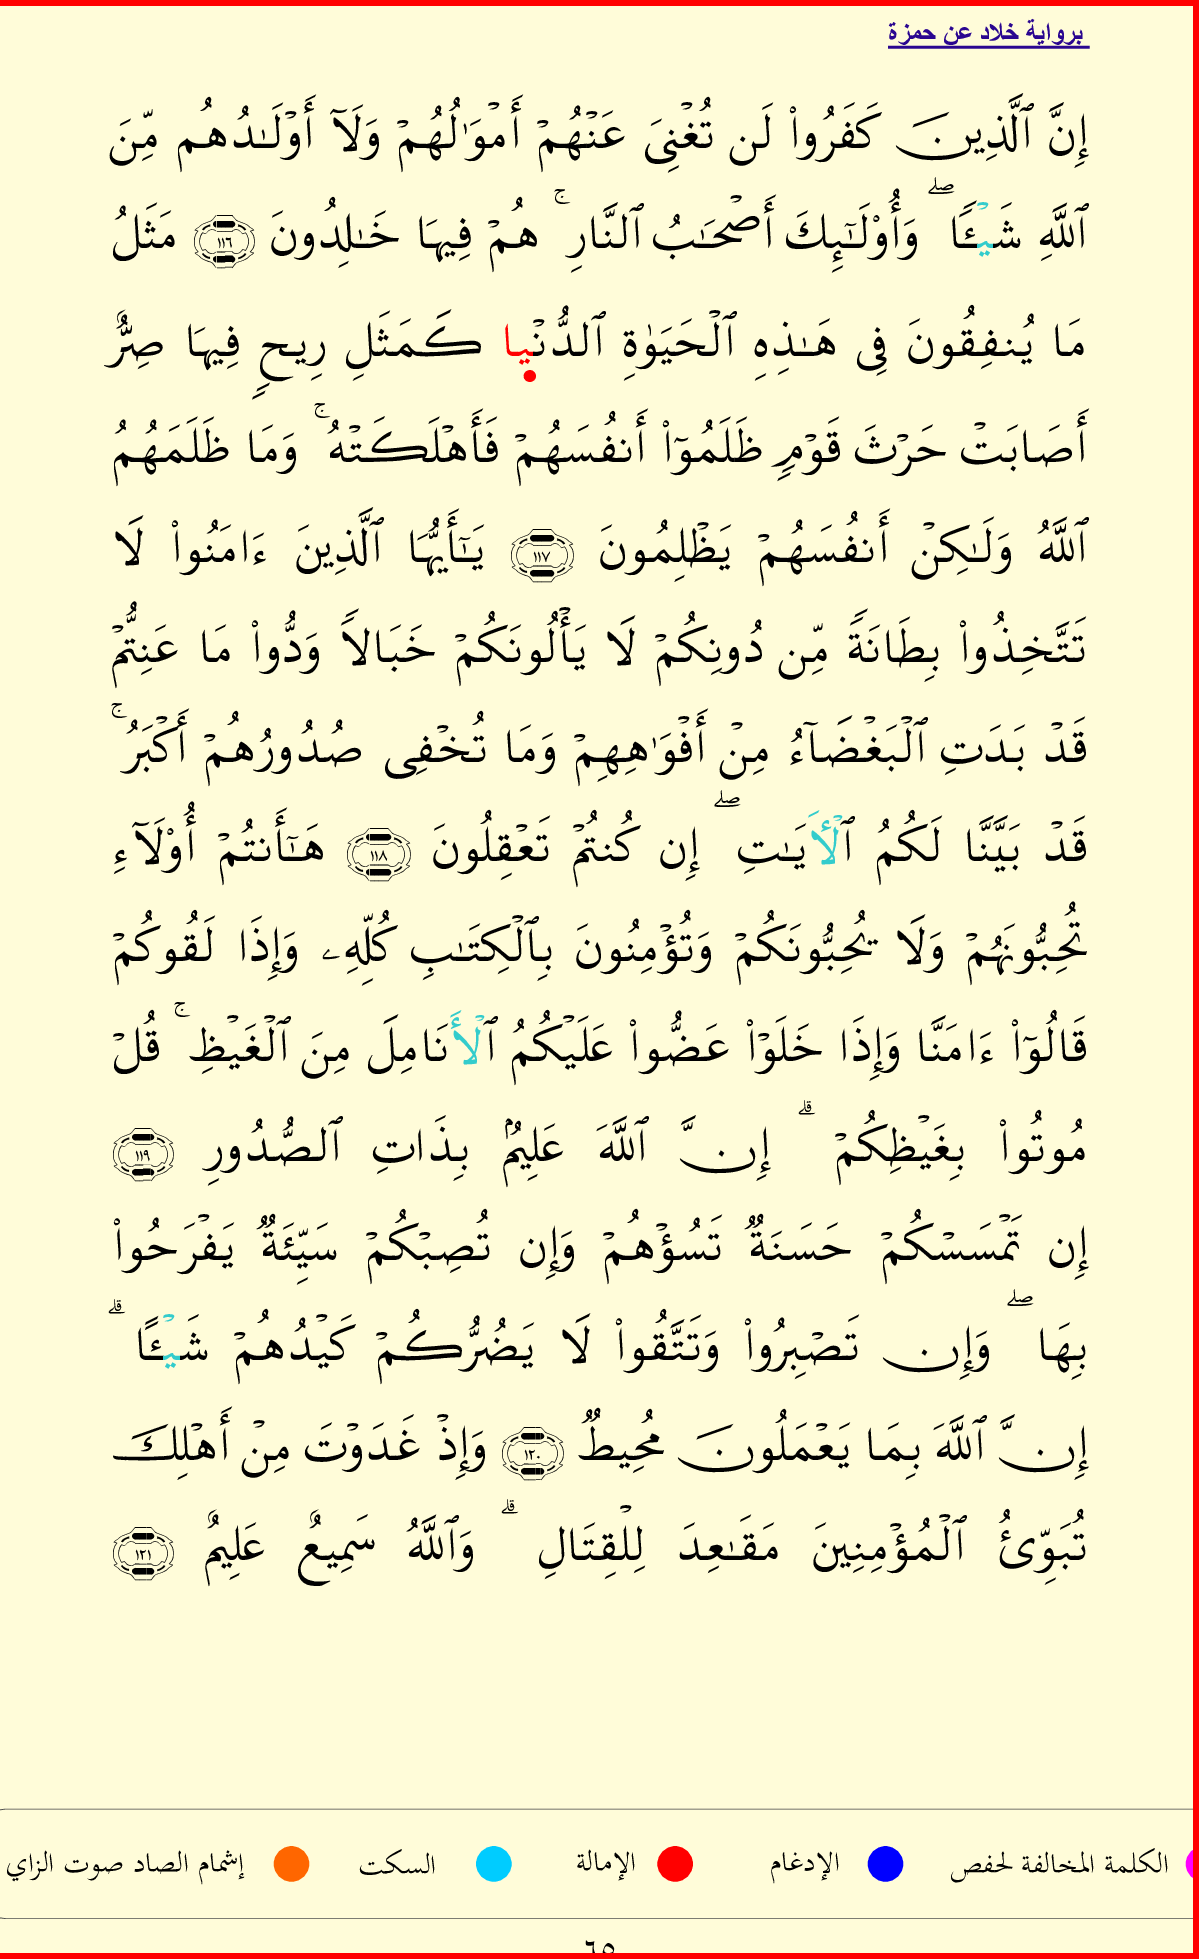 برواية خلاد عن حمزة
إِنَّ ٱلَّذِينَ كَفَرُوا۟ لَن تُغْنِىَ عَنْهُمْ أَمْوَٰلُهُمْ وَلَآ أَوْلَـٰدُهُم مِّنَ
ٱللَّهِ شَيْـًٔا ۖ وَأُو۟لَـٰٓئِكَ أَصْحَـٰبُ ٱلنَّارِ ۚ هُمْ فِيهَا خَـٰلِدُونَ ١١٦ مَثَلُ
مَا يُنفِقُونَ فِى هَـٰذِهِ ٱلْحَيَوٰةِ ٱلدُّنْيا كَمَثَلِ رِيحٍ فِيهَا صِرٌّ
أَصَابَتْ حَرْثَ قَوْمٍ ظَلَمُوٓا۟ أَنفُسَهُمْ فَأَهْلَكَتْهُ ۚ وَمَا ظَلَمَهُمُ
ٱللَّهُ وَلَـٰكِنْ أَنفُسَهُمْ يَظْلِمُونَ ١١٧ يَـٰٓأَيُّهَا ٱلَّذِينَ ءَامَنُوا۟ لَا
تَتَّخِذُوا۟ بِطَانَةً مِّن دُونِكُمْ لَا يَأْلُونَكُمْ خَبَالاً وَدُّوا۟ مَا عَنِتُّمْ
قَدْ بَدَتِ ٱلْبَغْضَآءُ مِنْ أَفْوَٰهِهِمْ وَمَا تُخْفِى صُدُورُهُمْ أَكْبَرُ ۚ
قَدْ بَيَّنَّا لَكُمُ ٱلْأَيَـٰتِ ۖ إِن كُنتُمْ تَعْقِلُونَ ١١٨ هَـٰٓأَنتُمْ أُو۟لَآءِ
تُحِبُّونَهُمْ وَلَا يُحِبُّونَكُمْ وَتُؤْمِنُونَ بِٱلْكِتَـٰبِ كُلِّهِۦ وَإِذَا لَقُوكُمْ
قَالُوٓا۟ ءَامَنَّا وَإِذَا خَلَوْا۟ عَضُّوا۟ عَلَيْكُمُ ٱلْأَنَامِلَ مِنَ ٱلْغَيْظِ ۚ قُلْ
مُوتُوا۟ بِغَيْظِكُمْ ۗ إِنَّ ٱللَّهَ عَلِيمٌۢ بِذَاتِ ٱلصُّدُورِ ١١٩
إِن تَمْسَسْكُمْ حَسَنَةٌ تَسُؤْهُمْ وَإِن تُصِبْكُمْ سَيِّئَةٌ يَفْرَحُوا۟
بِهَا ۖ وَإِن تَصْبِرُوا۟ وَتَتَّقُوا۟ لَا يَضُرُّكُمْ كَيْدُهُمْ شَيْـًٔا ۗ
إِنَّ ٱللَّهَ بِمَا يَعْمَلُونَ مُحِيطٌ ١٢٠ وَإِذْ غَدَوْتَ مِنْ أَهْلِكَ
تُبَوِّئُ ٱلْمُؤْمِنِينَ مَقَـٰعِدَ لِلْقِتَالِ ۗ وَٱللَّهُ سَمِيعٌ عَلِيمٌ ١٢١
الكلمة المخالفة لحفص الإدغام الإمالة السكت إشمام الصاد صوت الزاي
٦٥